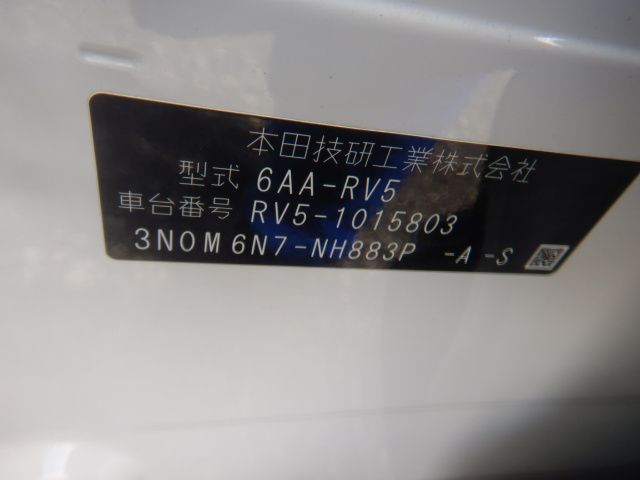 本田技研工業株式会社
型式 6AA-RV5
車台番号 RV5-1015803
3N0M6N7-NH883P -A -S